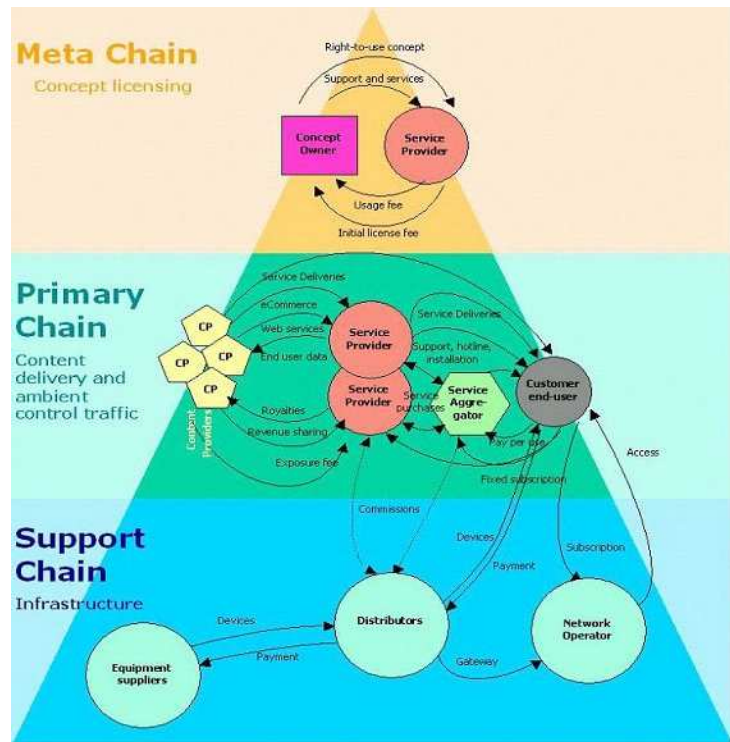 Meta Chain
Concept licensing
Right-to-use concept
Support and services
Concept
Owner
Service
Provider
Usage fee
Initial license fee
Primary
Chain
Content
delivery and
ambient
control traffic
Service Deliveries
eCommerce
Web services
End user data
CP
CP
CP
CP
Content
Providers
Royalties
Revenue sharing
Exposure fee
Service
Provider
Service
Provider
Service Deliveries
Support, hotline,
installation
Service
purchases
Service
Aggre-
gator
Customer
end-user
Pay per use
Fixed subscription
Access
Commissions
Devices
Payment
Subscription
Support
Chain
Infrastructure
Devices
Payment
Equipment
suppliers
Distributors
Gateway
Network
Operator